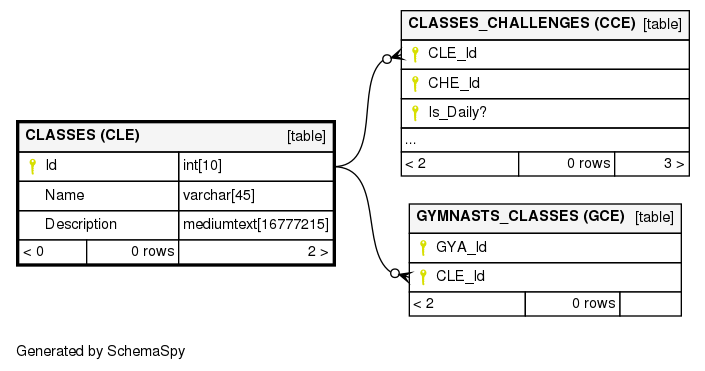 CLASSES_CHALLENGES (CCE) [table]
CLE_Id
CHE_Id
Is_Daily?
...
< 2 0 rows 3 >
CLASSES (CLE) [table]
Id int[10]
Name varchar[45]
Description mediumtext[16777215]
< 0 0 rows 2 >
GYMNASTS_CLASSES (GCE) [table]
GYA_Id
CLE_Id
< 2 0 rows
Generated by SchemaSpy